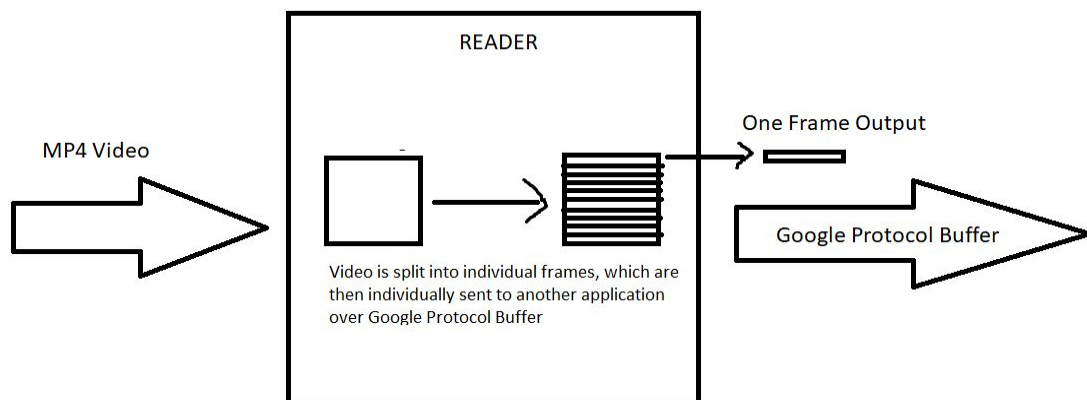 READER
MP4 Video
One Frame Output
Google Protocol Buffer
Video is split into individual frames, which are
then individually sent to another application
over Google Protocol Buffer